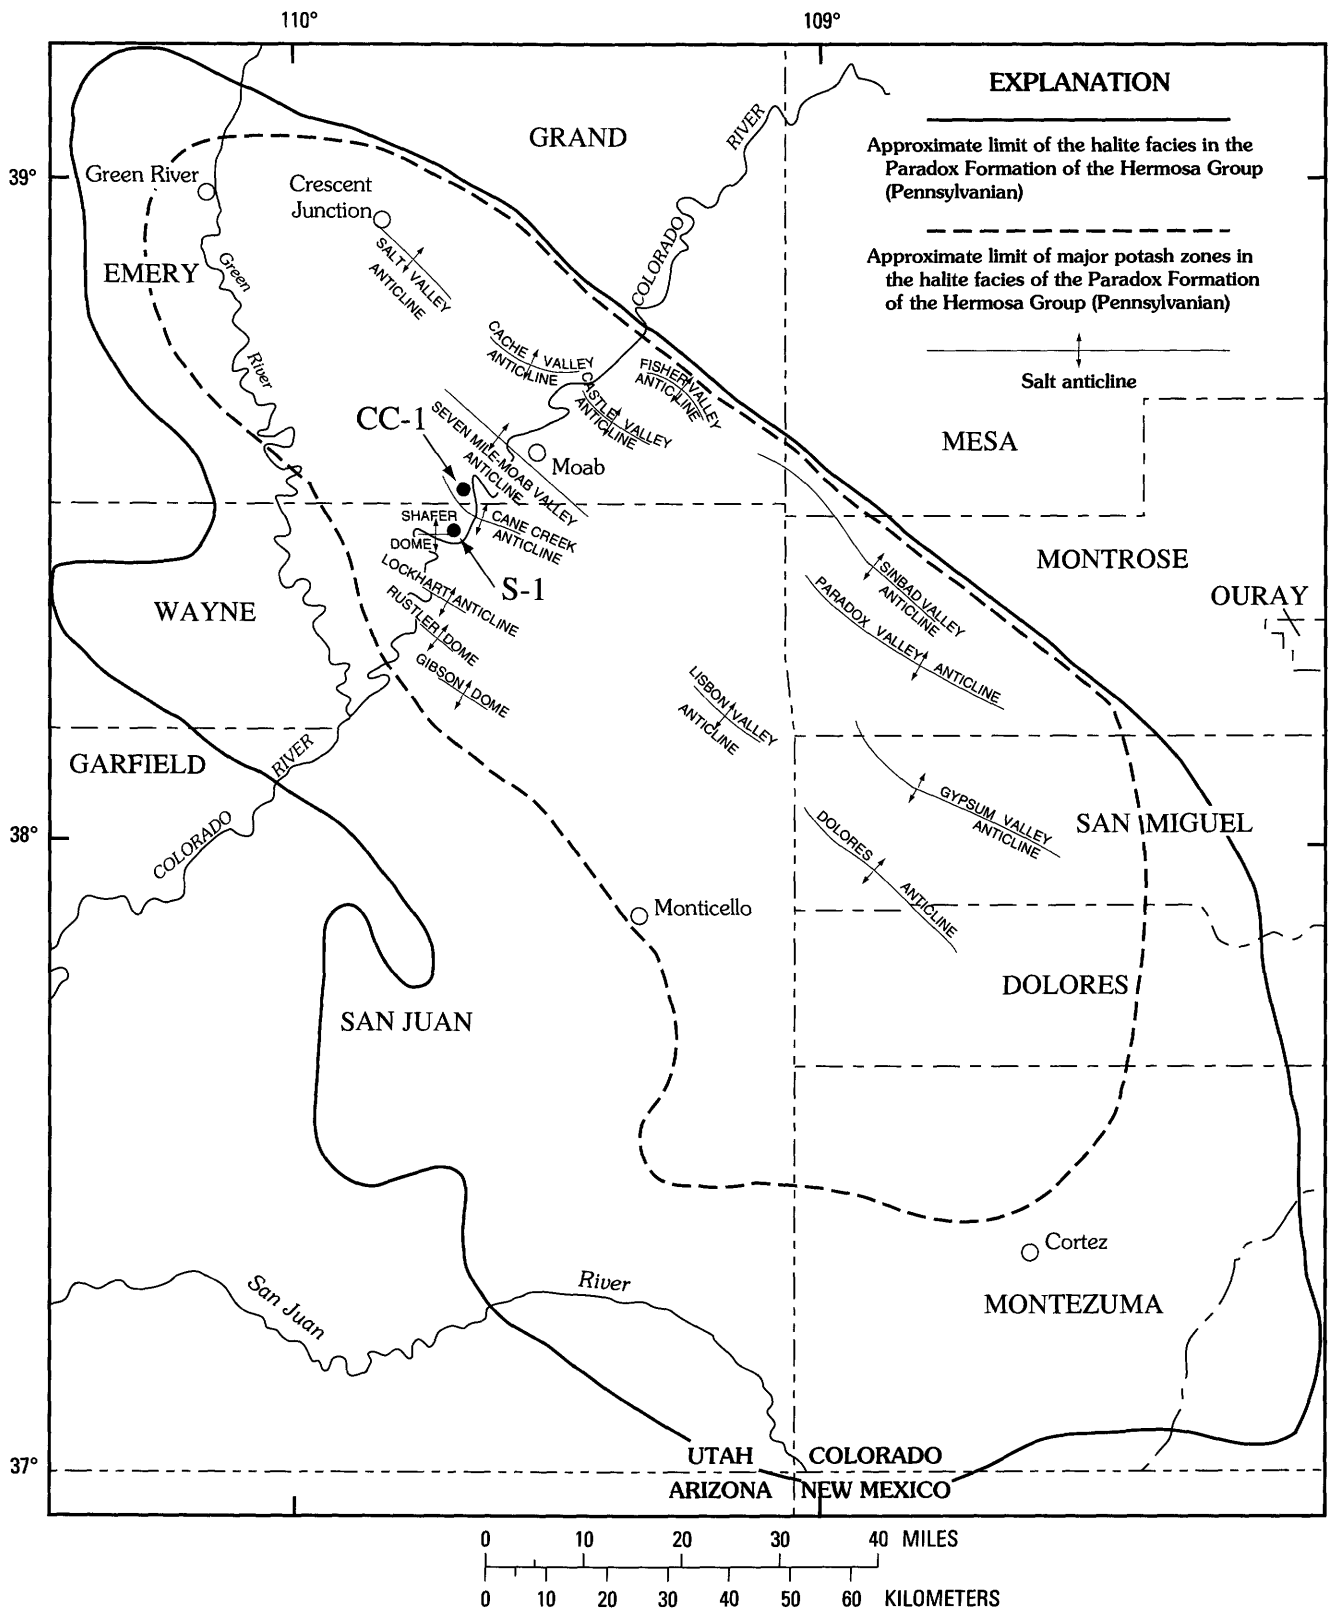 110°
109°
EXPLANATION
Approximate limit of the halite facies in the
Paradox Formation of the Hermosa Group
(Pennsylvanian)
Approximate limit of major potash zones in
the halite facies of the Paradox Formation
of the Hermosa Group (Pennsylvanian)
Salt anticline
GRAND
RIVER
COLORADO
39°
Green River
Crescent
Junction
EMERY
Green
River
SALT VALLEY
ANTICLINE
CACHE VALLEY
ANTICLINE
CASTLE VALLEY
ANTICLINE
FISHER VALLEY
ANTICLINE
CC-1
SEVEN MILE-MOAB VALLEY
ANTICLINE
Moab
MESA
SHAFER
DOME
CANE CREEK
ANTICLINE
S-1
LOCKHART ANTICLINE
RUSTLER DOME
GIBSON DOME
WAYNE
MONTROSE
OURAY
SINBAD VALLEY
ANTICLINE
PARADOX VALLEY ANTICLINE
LISBON VALLEY
ANTICLINE
GARFIELD
RIVER
COLORADO
38°
GYPSUM VALLEY
ANTICLINE
SAN MIGUEL
DOLORES
ANTICLINE
Monticello
DOLORES
SAN JUAN
Cortez
MONTEZUMA
San Juan
River
37°
UTAH
COLORADO
ARIZONA
NEW MEXICO
0 10 20 30 40 MILES
0 10 20 30 40 50 60 KILOMETERS